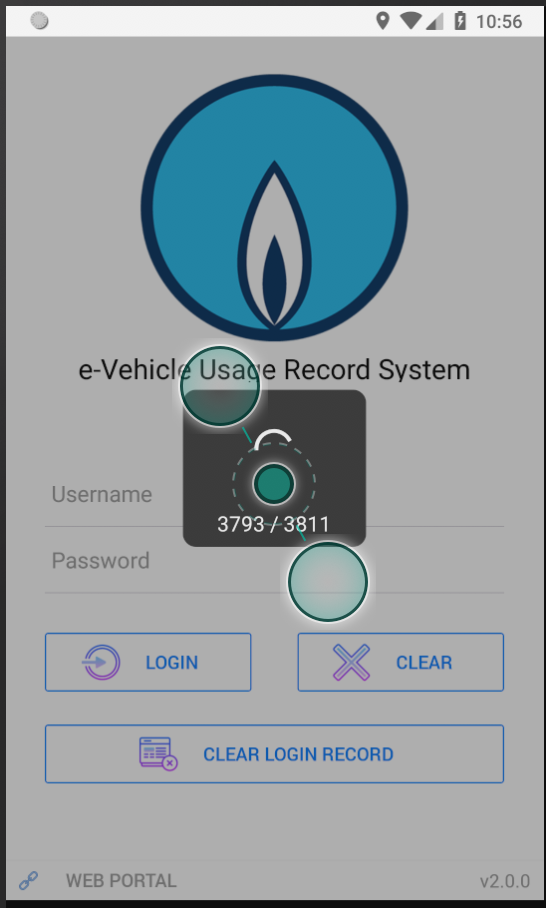 10:56
e-Vehicle Usage Record System
Username
3793 / 3811
Password
LOGIN
CLEAR
CLEAR LOGIN RECORD
WEB PORTAL
v2.0.0